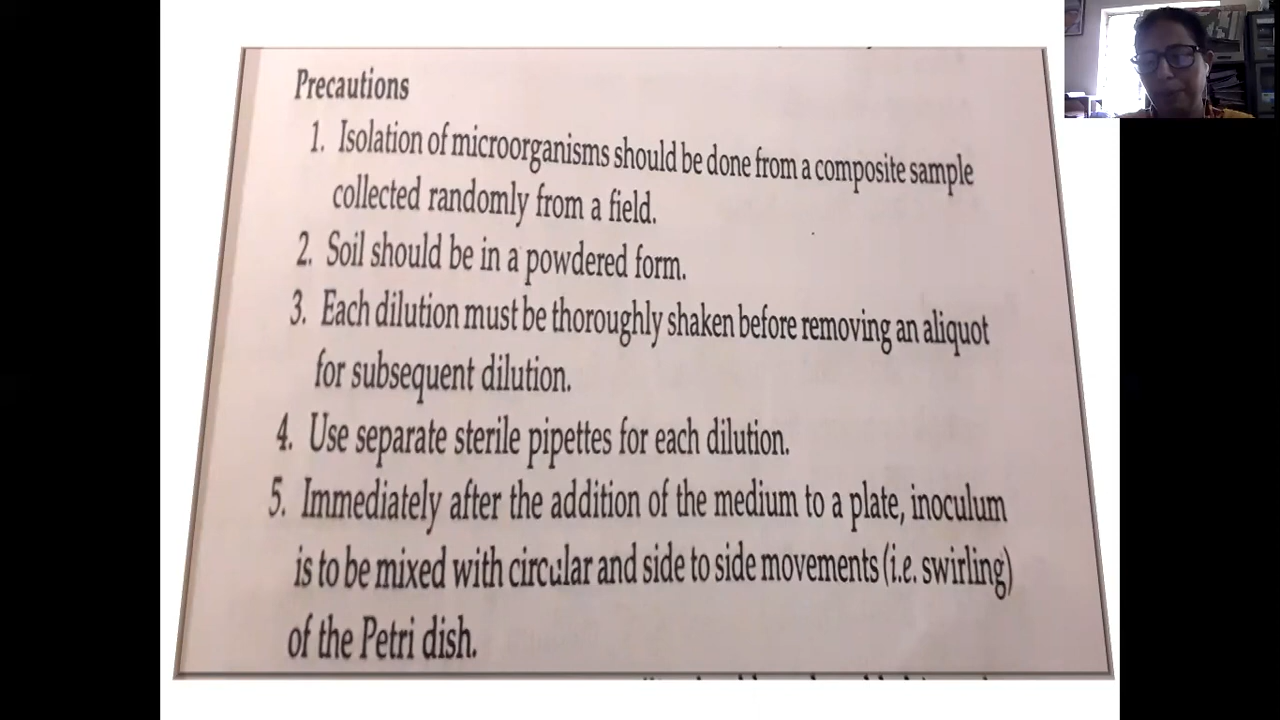 Precautions
1. Isolation of microorganisms should be done from a composite sample
collected randomly from a field.
2. Soil should be in a powdered form.
3. Each dilution must be thoroughly shaken before removing an aliquot
for subsequent dilution.
4. Use separate sterile pipettes for each dilution.
5. Immediately after the addition of the medium to a plate, inoculum
is to be mixed with circular and side to side movements (i.e. swirling)
of the Petri dish.